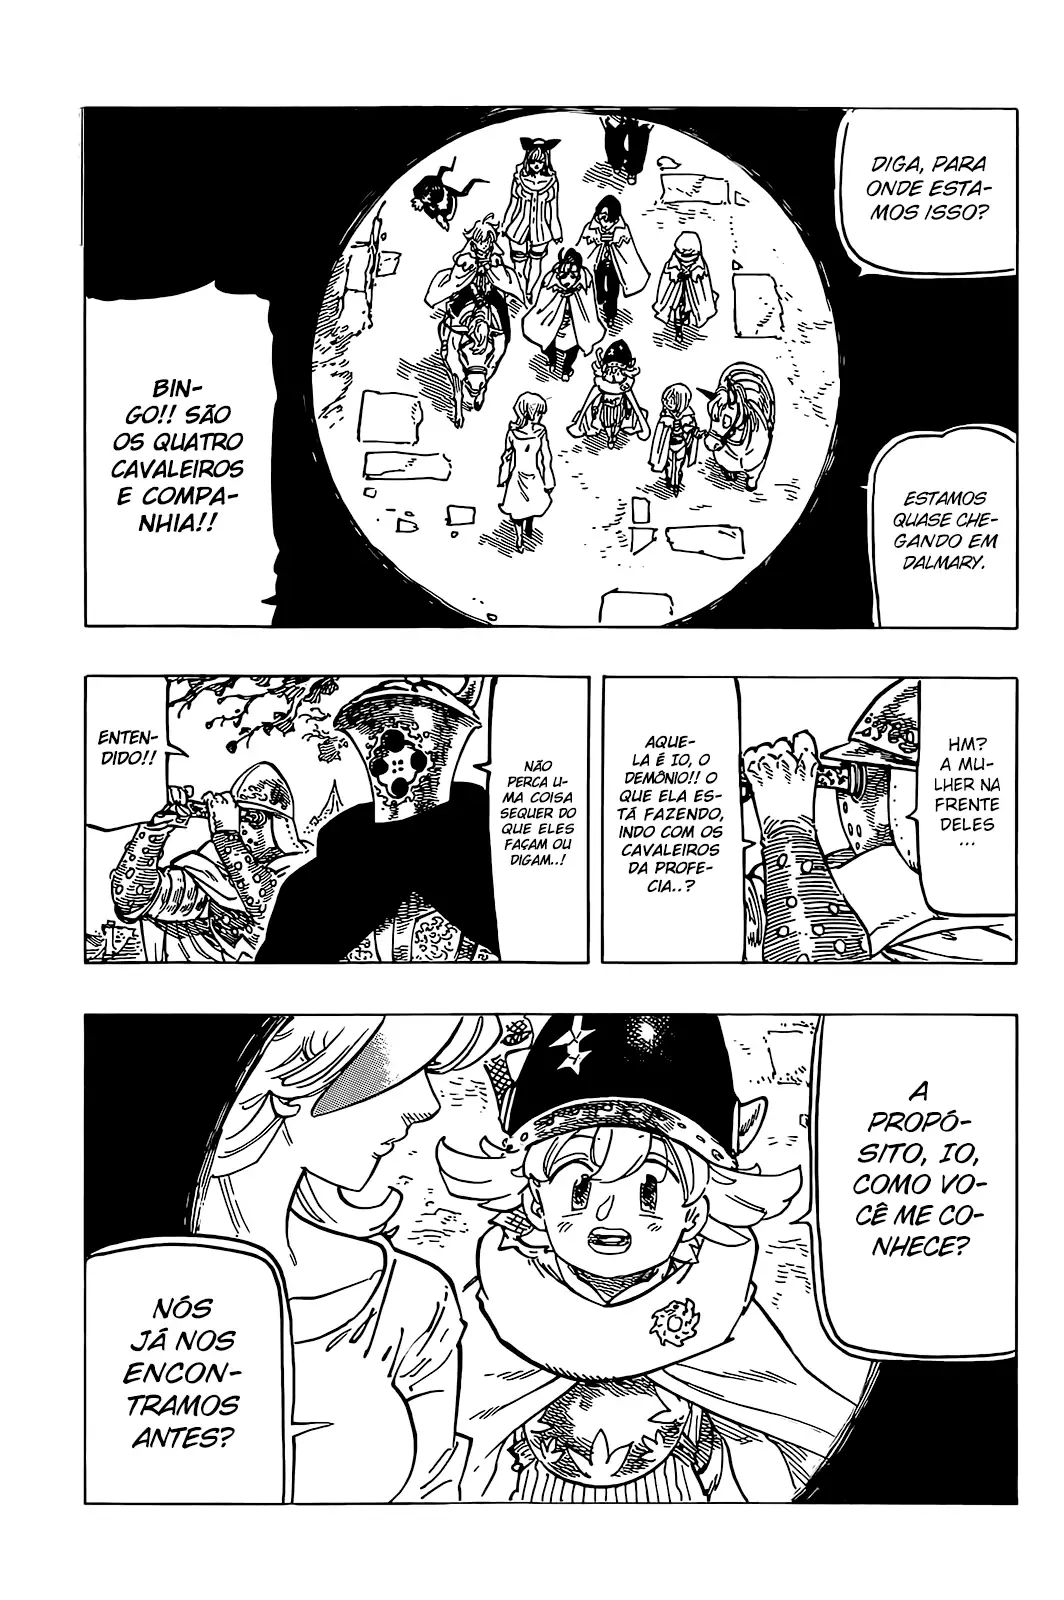 DIGA, PARA
ONDE ESTA-
MOS ISSO?
BIN-
GO!! SÃO
OS QUATRO
CAVALEIROS
E COMPA-
NHIA!!
ESTAMOS
QUASE CHE-
GANDO EM
DALMARY.
HM?
A MU-
LHER NA
FRENTE
DELES
...
AQUE-
LA É IO, O
DEMÔNIO!! O
QUE ELA ES-
TÁ FAZENDO,
INDO COM OS
CAVALEIROS
DA PROFE-
CIA..?
NÃO
PERCA U-
MA COISA
SEQUER DO
QUE ELES
FAÇAM OU
DIGAM..!
ENTEN-
DIDO!!
A
PROPÓ-
SITO, IO,
COMO VO-
CÊ ME CO-
NHECE?
NÓS
JÁ NOS
ENCON-
TRAMOS
ANTES?